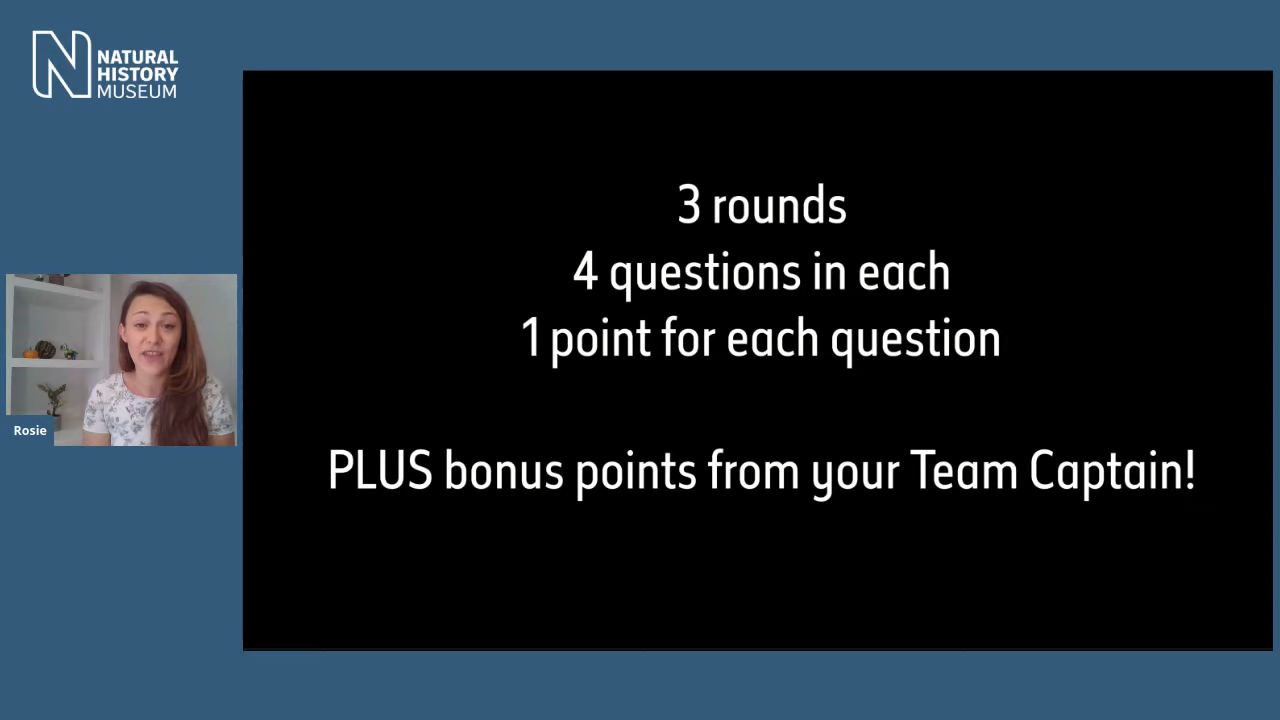 NATURAL
HISTORY
MUSEUM
3 rounds
4 questions in each
1 point for each question
PLUS bonus points from your Team Captain!
Rosie